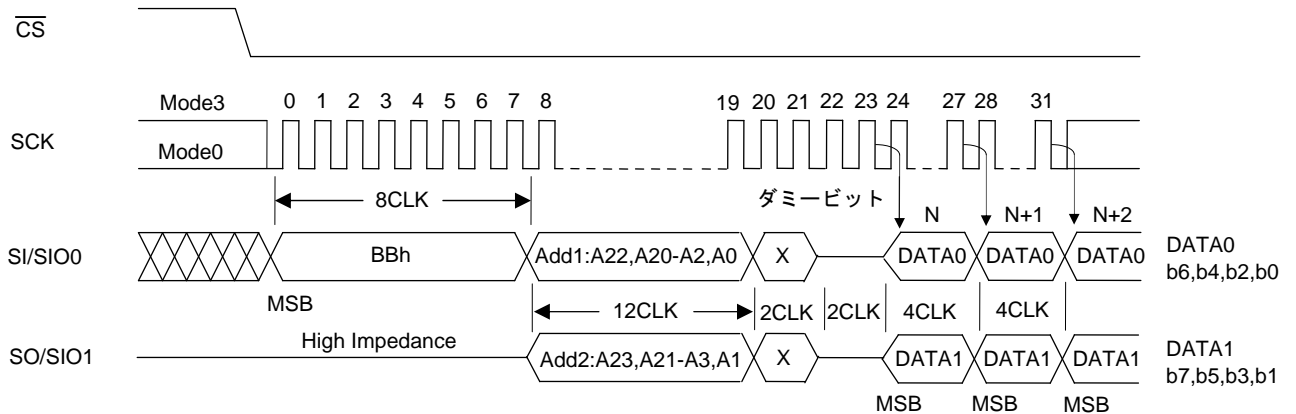 CS
Mode3 0 1 2 3 4 5 6 7 8 19 20 21 22 23 24 27 28 31
SCK
Mode0
8CLK ダミービット
N N+1 N+2
SI/SIO0 BBh Add1:A22,A20-A2,A0 X DATA0 DATA0 DATA0 DATA0
b6,b4,b2,b0
MSB 12CLK 2CLK 2CLK 4CLK 4CLK
High Impedance
SO/SIO1 Add2:A23,A21-A3,A1 X DATA1 DATA1 DATA1 DATA1
b7,b5,b3,b1
MSB MSB MSB